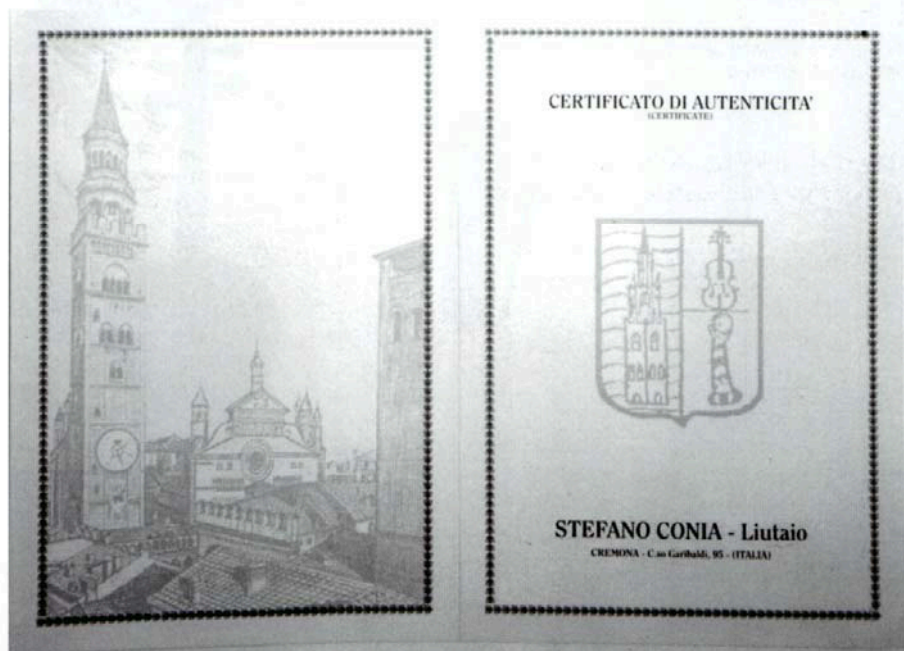 CERTIFICATO DI AUTENTICITA'
(CERTIFICATE)
STEFANO CONIA - Liutaio
CREMONA - C.so Garibaldi, 95 - (ITALIA)